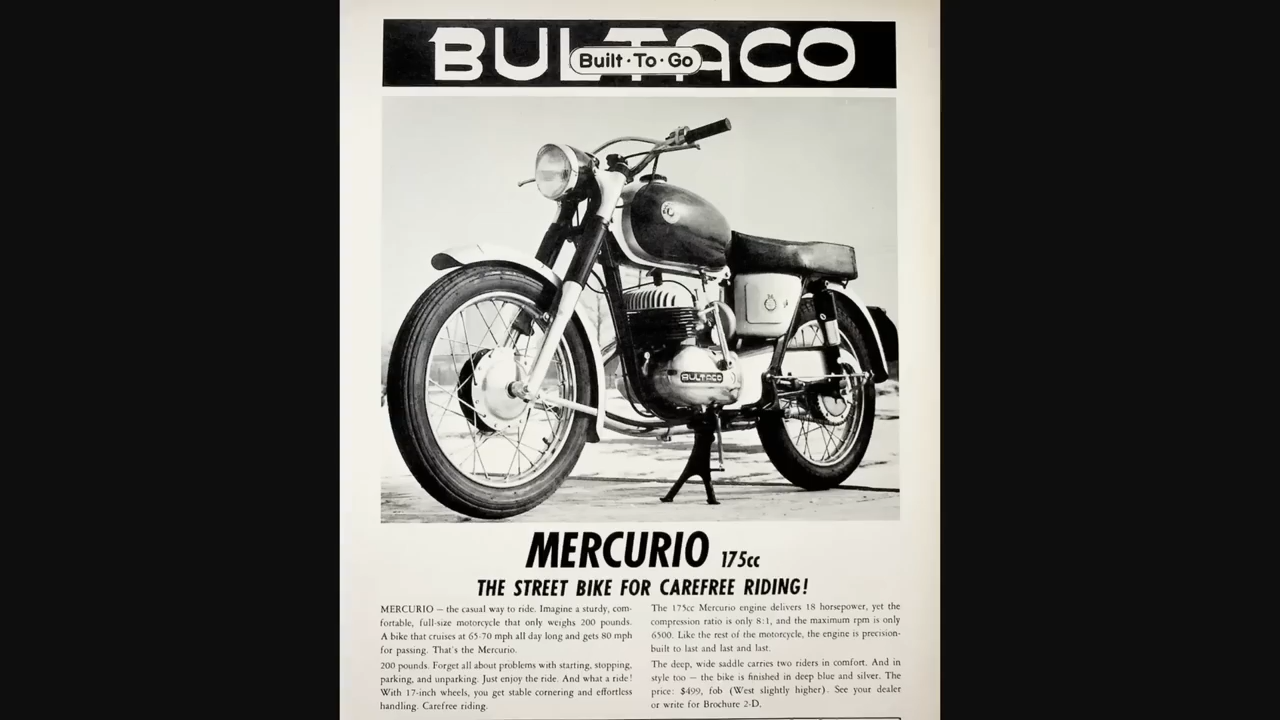 BULTACO
Built·To·Go
BULTACO
MERCURIO 175cc
THE STREET BIKE FOR CAREFREE RIDING!
MERCURIO — the casual way to ride. Imagine a sturdy, com-
fortable, full-size motorcycle that only weighs 200 pounds.
A bike that cruises at 65-70 mph all day long and gets 80 mph
for passing. That's the Mercurio.
200 pounds. Forget all about problems with starting, stopping,
parking, and unparking. Just enjoy the ride. And what a ride!
With 17-inch wheels, you get stable cornering and effortless
handling. Carefree riding.
The 175cc Mercurio engine delivers 18 horsepower, yet the
compression ratio is only 8:1, and the maximum rpm is only
6500. Like the rest of the motorcycle, the engine is precision-
built to last and last and last.
The deep, wide saddle carries two riders in comfort. And in
style too — the bike is finished in deep blue and silver. The
price: $499, fob (West slightly higher). See your dealer
or write for Brochure 2-D.